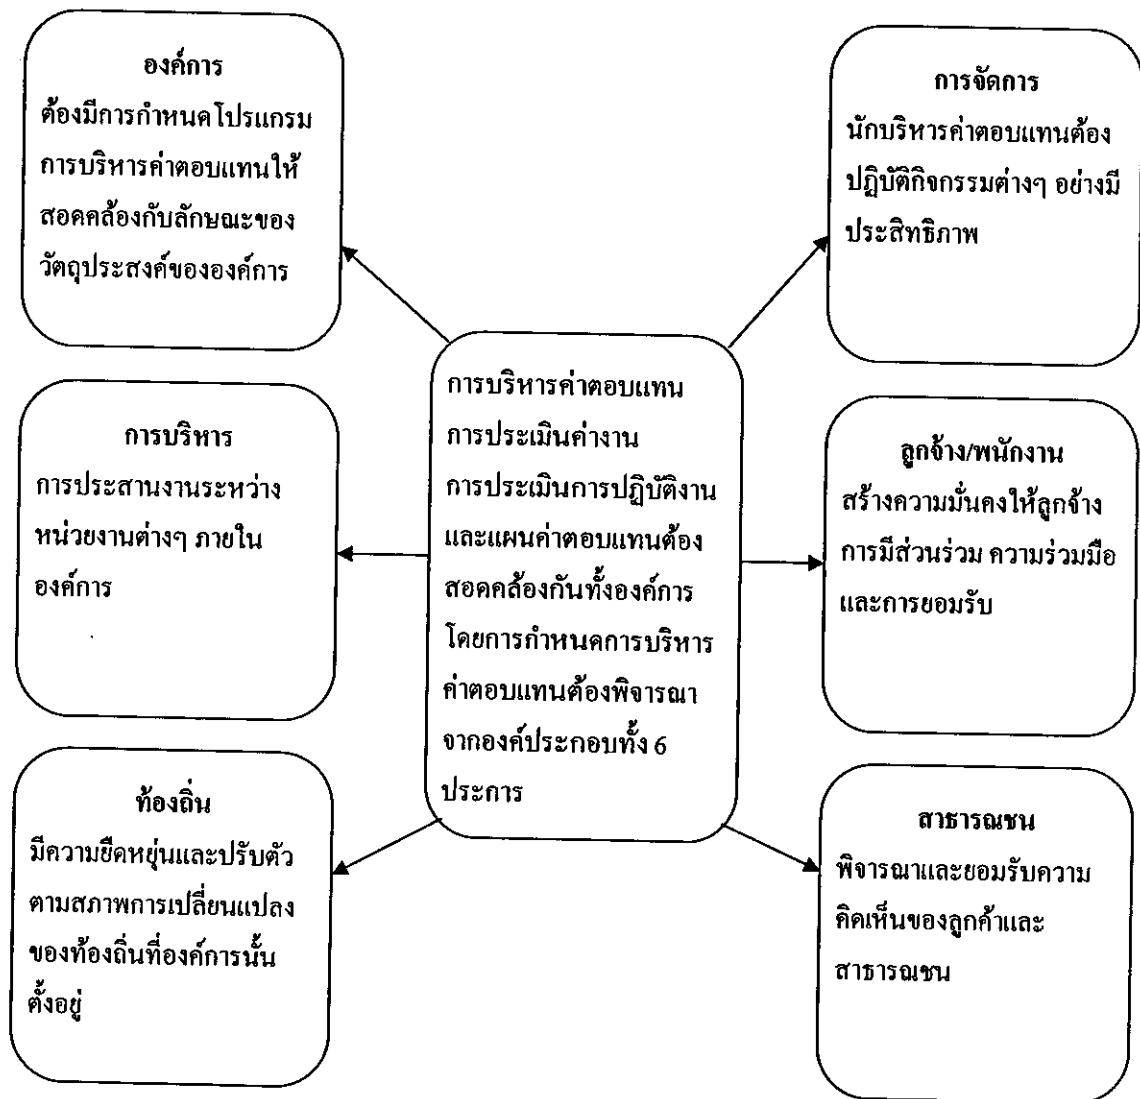 องค์การ
ต้องมีการกำหนดโปรแกรม
การบริหารค่าตอบแทนให้
สอดคล้องกับลักษณะของ
วัตถุประสงค์ขององค์การ
การจัดการ
นักบริหารค่าตอบแทนต้อง
ปฏิบัติกิจกรรมต่างๆ อย่างมี
ประสิทธิภาพ
การบริหาร
การประสานงานระหว่าง
หน่วยงานต่างๆ ภายใน
องค์การ
การบริหารค่าตอบแทน
การประเมินค่างาน
การประเมินการปฏิบัติงาน
และแผนค่าตอบแทนต้อง
สอดคล้องกันทั้งองค์การ
โดยการกำหนดการบริหาร
ค่าตอบแทนต้องพิจารณา
จากองค์ประกอบทั้ง 6
ประการ
ลูกจ้าง/พนักงาน
สร้างความมั่นคงให้ลูกจ้าง
การมีส่วนร่วม ความร่วมมือ
และการยอมรับ
ท้องถิ่น
มีความยืดหยุ่นและปรับตัว
ตามสภาพการเปลี่ยนแปลง
ของท้องถิ่นที่องค์การนั้น
ตั้งอยู่
สาธารณชน
พิจารณาและยอมรับความ
คิดเห็นของลูกค้าและ
สาธารณชน